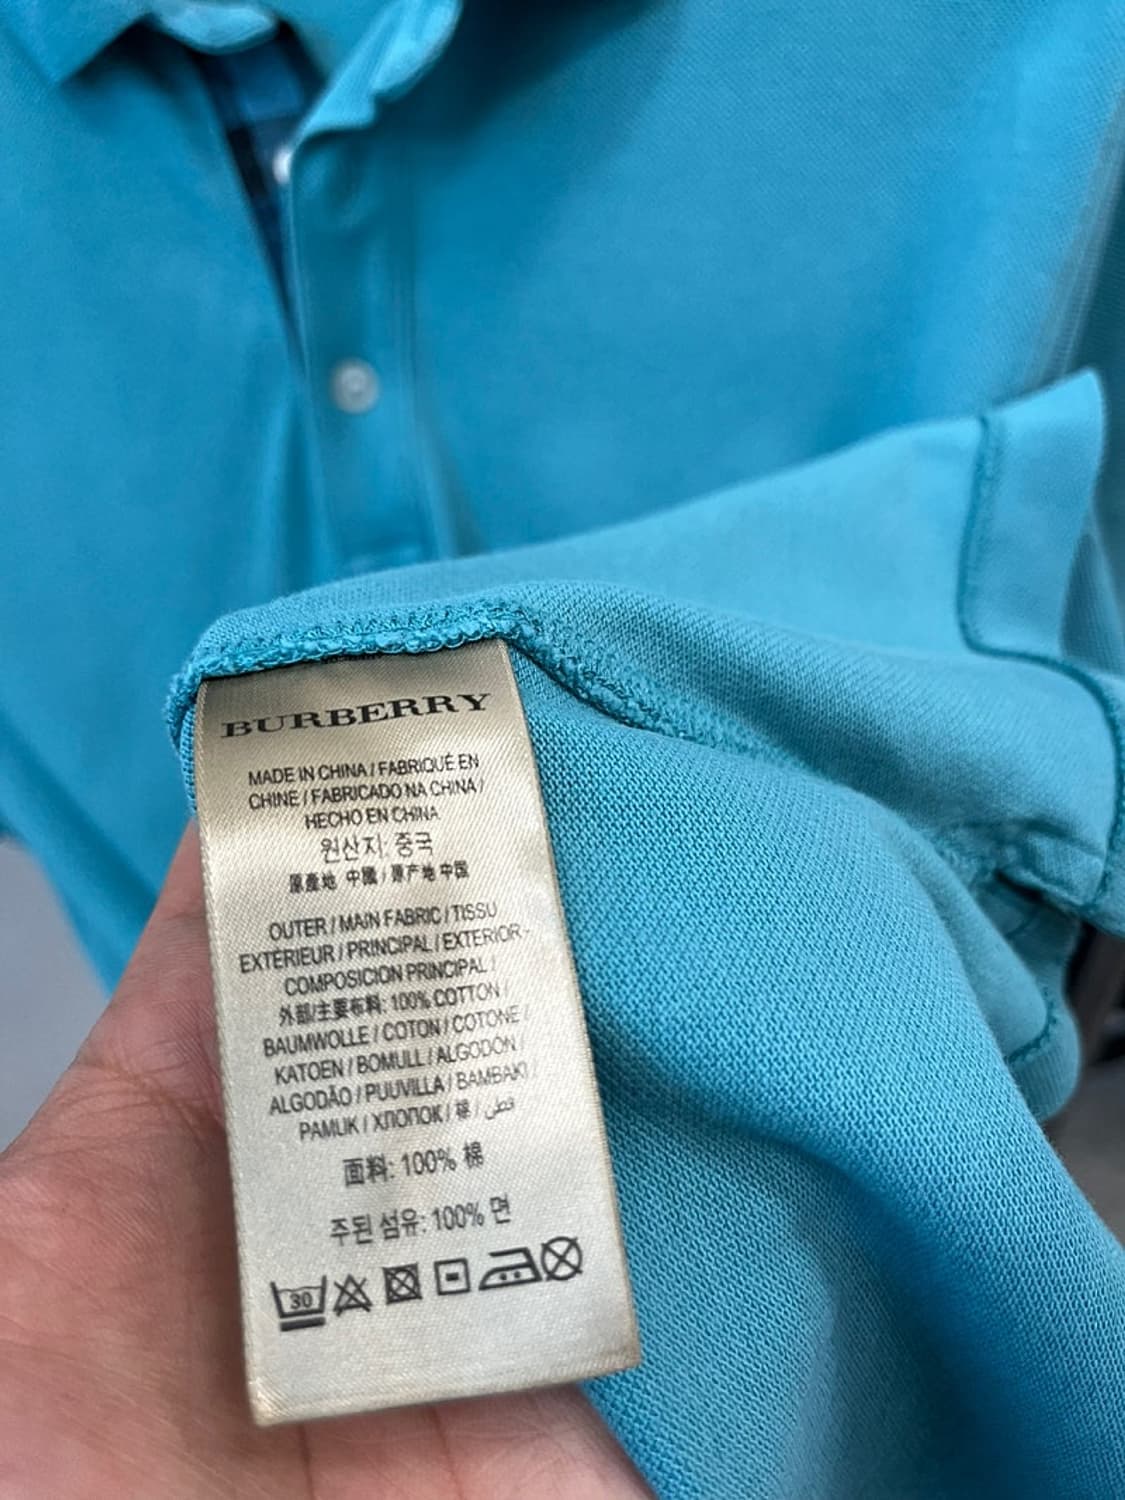 BURBERRY
MADE IN CHINA / FABRIQUÉ EN
CHINE / FABRICADO NA CHINA /
HECHO EN CHINA
원산지: 중국
原產地 中國 / 原产地 中国
OUTER / MAIN FABRIC / TISSU
EXTERIEUR / PRINCIPAL / EXTERIOR -
COMPOSICION PRINCIPAL /
外部/主要布料: 100% COTTON /
BAUMWOLLE / COTON / COTONE /
KATOEN / BOMULL / ALGODON /
ALGODÃO / PUUVILLA / BAMBAKI /
PAMUK / ХЛОПОК / 棉 / قطن
面料: 100% 棉
주된 섬유: 100% 면
30